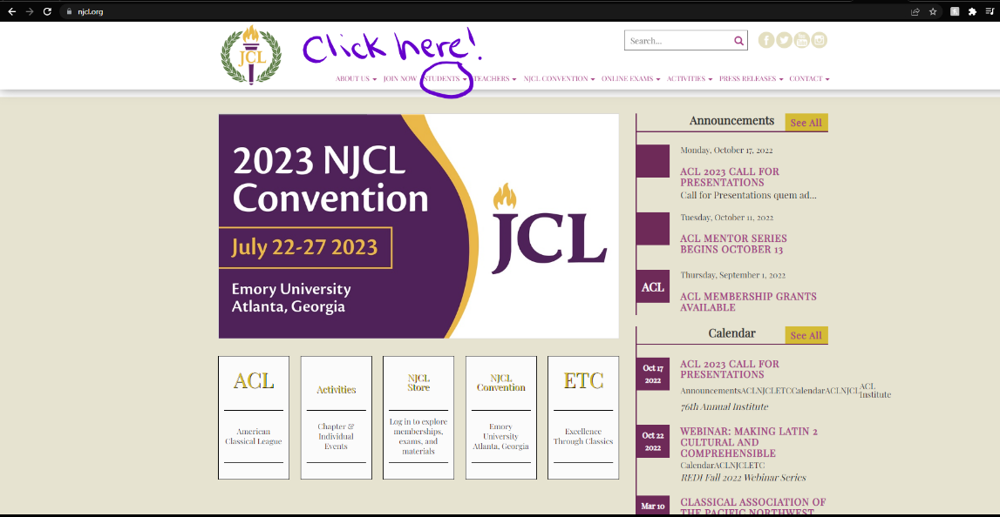 njcl.org
JCL
Click here!
Search...
ABOUT US JOIN NOW STUDENTS TEACHERS NJCL CONVENTION ONLINE EXAMS ACTIVITIES PRESS RELEASES CONTACT
2023 NJCL
Convention
July 22-27 2023
Emory University
Atlanta, Georgia
JCL
ACL
American
Classical League
Activities
Chapter &
Individual
Events
NJCL
Store
Log in to explore
memberships,
exams, and
materials
NJCL
Convention
Emory
University
Atlanta, Georgia
ETC
Excellence
Through Classics
Announcements See All
Monday, October 17, 2022
ACL 2023 CALL FOR
PRESENTATIONS
Call for Presentations quem ad...
Tuesday, October 11, 2022
ACL MENTOR SERIES
BEGINS OCTOBER 13
ACL
Thursday, September 1, 2022
ACL MEMBERSHIP GRANTS
AVAILABLE
Calendar See All
Oct 17
2022
ACL 2023 CALL FOR
PRESENTATIONS
AnnouncementsACLNJCLETCCalendarACLNJCLACL
Institute
76th Annual Institute
Oct 22
2022
WEBINAR: MAKING LATIN 2
CULTURAL AND
COMPREHENSIBLE
CalendarACLNJCLETC
REDI Fall 2022 Webinar Series
Mar 10
CLASSICAL ASSOCIATION OF
THE PACIFIC NORTHWEST